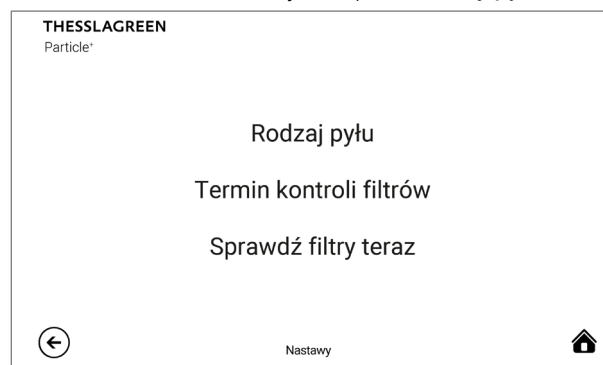 THESSLAGREEN
Particle+
Rodzaj pyłu
Termin kontroli filtrów
Sprawdź filtry teraz
Nastawy